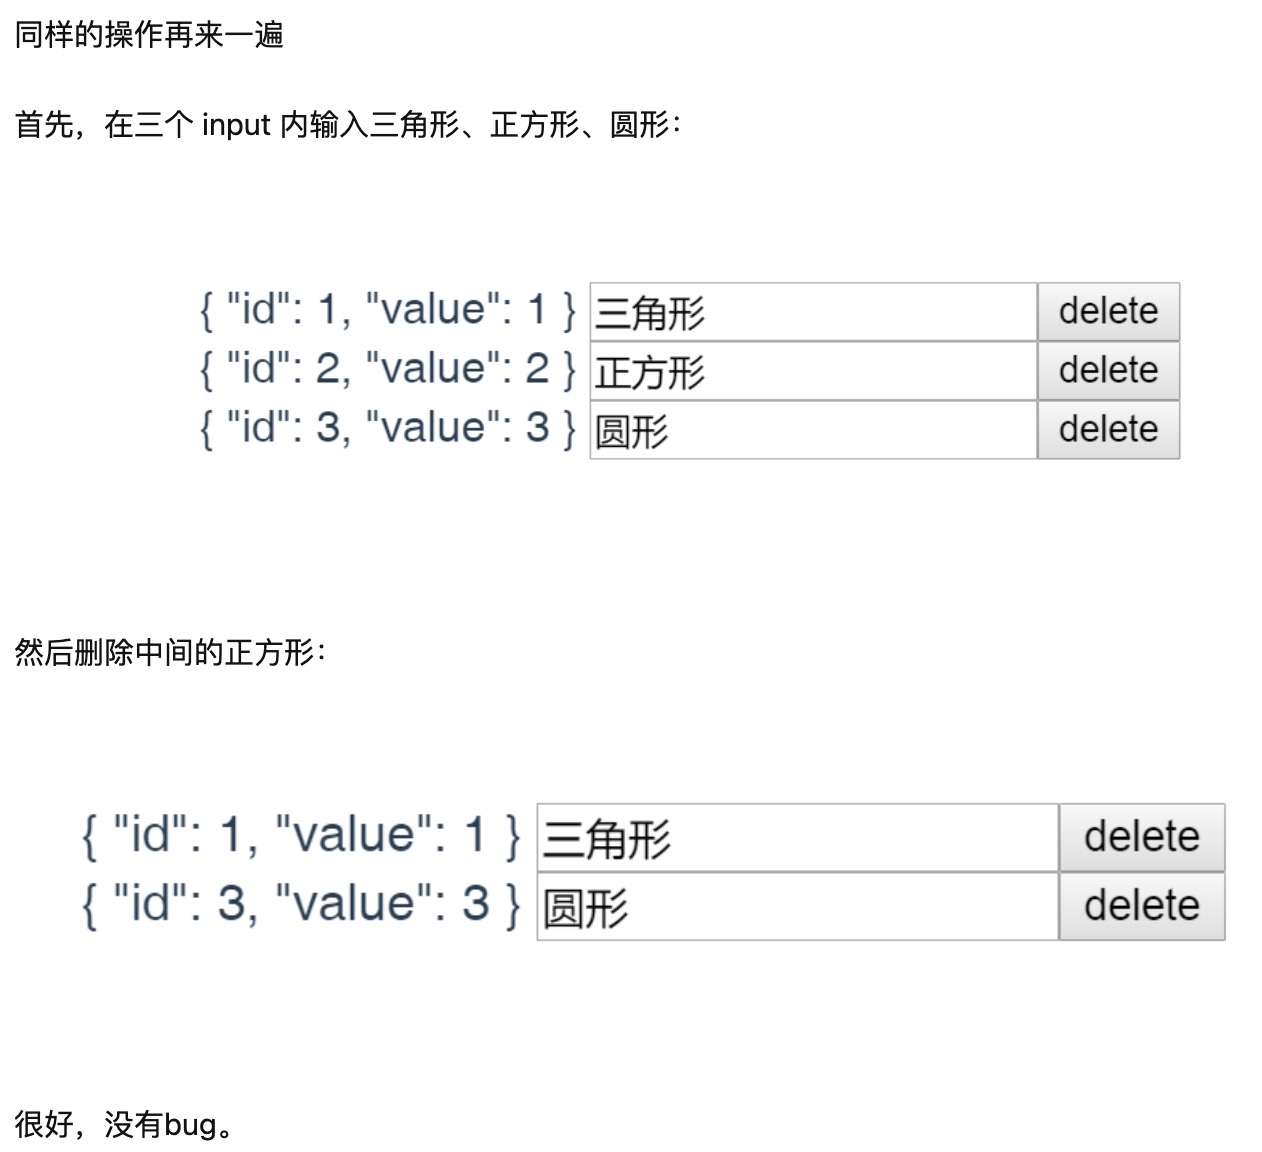 同样的操作再来一遍
首先，在三个 input 内输入三角形、正方形、圆形：
{ "id": 1, "value": 1 } 三角形 delete
{ "id": 2, "value": 2 } 正方形 delete
{ "id": 3, "value": 3 } 圆形 delete
然后删除中间的正方形：
{ "id": 1, "value": 1 } 三角形 delete
{ "id": 3, "value": 3 } 圆形 delete
很好，没有bug。